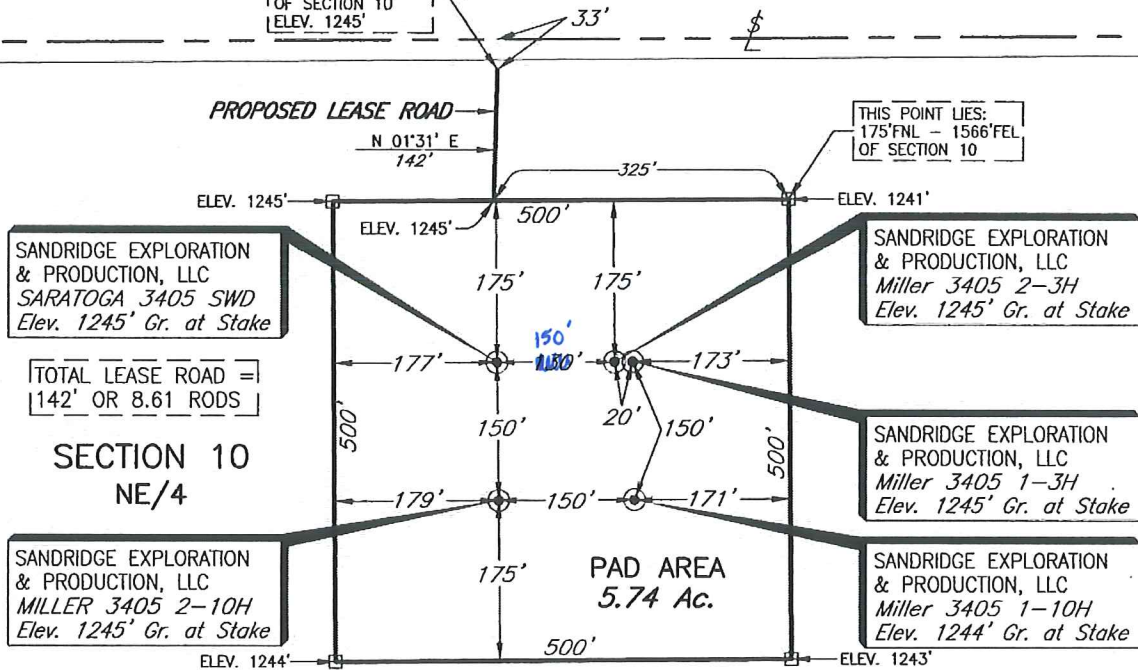 OF SECTION 10
ELEV. 1245'
33'
℄
PROPOSED LEASE ROAD
N 01°31' E
142'
THIS POINT LIES:
175'FNL - 1566'FEL
OF SECTION 10
325'
ELEV. 1245'
500'
ELEV. 1241'
ELEV. 1245'
SANDRIDGE EXPLORATION
& PRODUCTION, LLC
SARATOGA 3405 SWD
Elev. 1245' Gr. at Stake
175'
175'
SANDRIDGE EXPLORATION
& PRODUCTION, LLC
Miller 3405 2-3H
Elev. 1245' Gr. at Stake
150'
177'
173'
TOTAL LEASE ROAD =
142' OR 8.61 RODS
20'
500'
150'
150'
500'
SECTION 10
NE/4
SANDRIDGE EXPLORATION
& PRODUCTION, LLC
Miller 3405 1-3H
Elev. 1245' Gr. at Stake
179'
150'
171'
SANDRIDGE EXPLORATION
& PRODUCTION, LLC
MILLER 3405 2-10H
Elev. 1245' Gr. at Stake
175'
PAD AREA
5.74 Ac.
SANDRIDGE EXPLORATION
& PRODUCTION, LLC
Miller 3405 1-10H
Elev. 1244' Gr. at Stake
ELEV. 1244'
500'
ELEV. 1243'